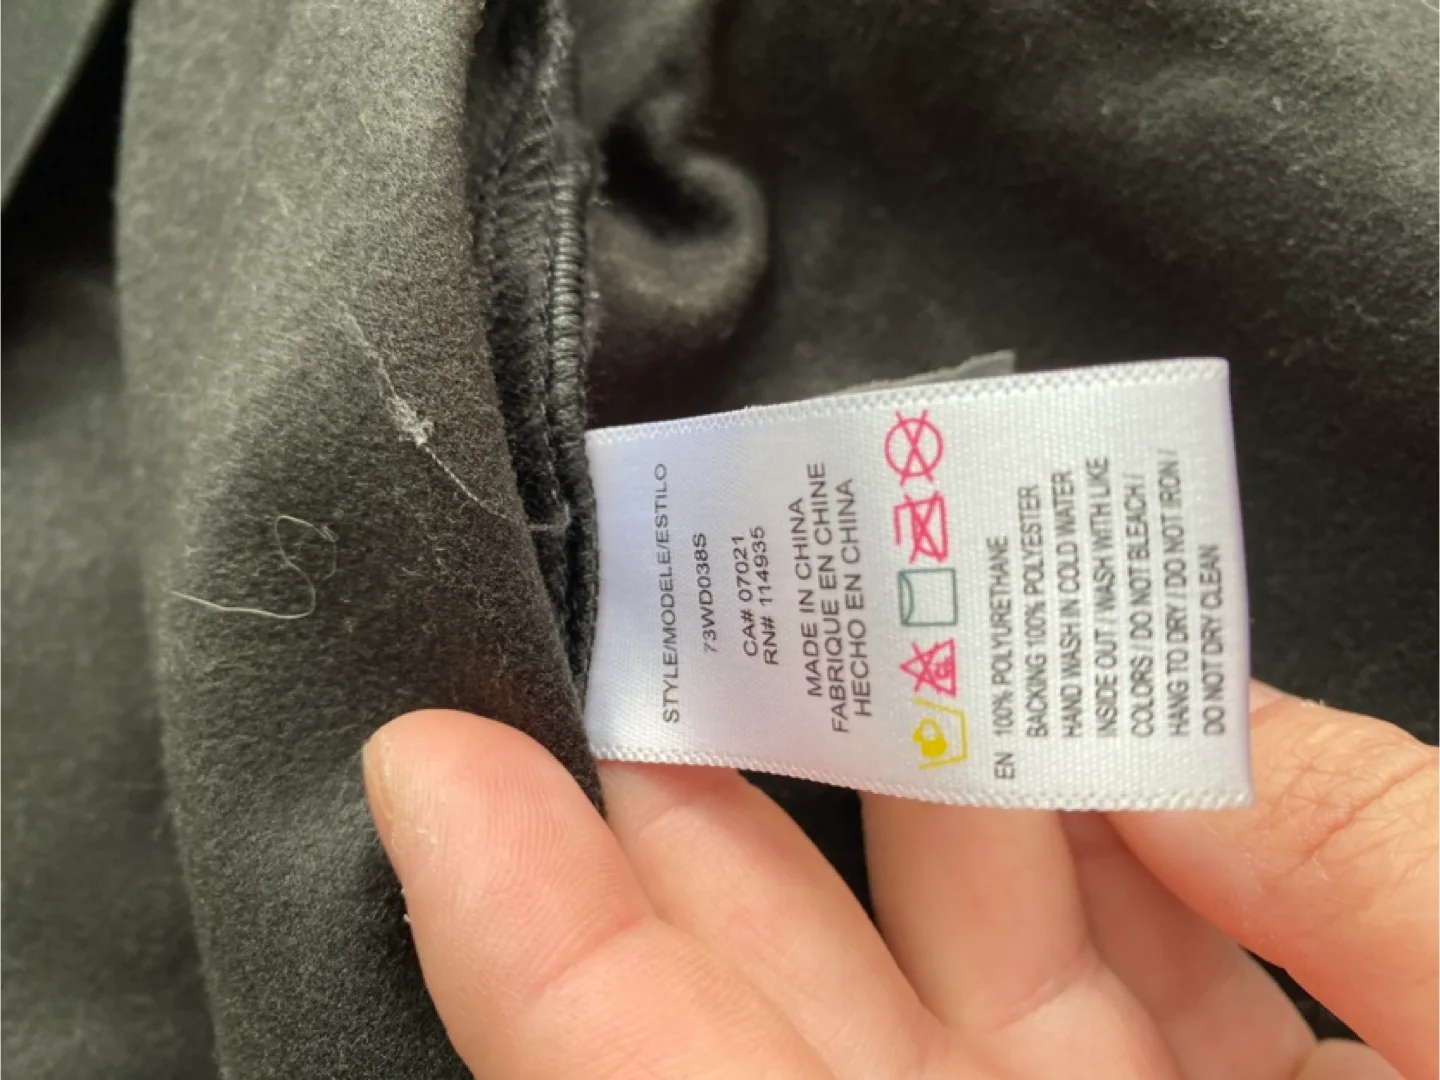 STYLE/MODELE/ESTILO
73WD038S
CA# 07021
RN# 114935
MADE IN CHINA
FABRIQUE EN CHINE
HECHO EN CHINA
EN 100% POLYURETHANE
BACKING 100% POLYESTER
HAND WASH IN COLD WATER
INSIDE OUT / WASH WITH LIKE
COLORS / DO NOT BLEACH /
HANG TO DRY / DO NOT IRON /
DO NOT DRY CLEAN